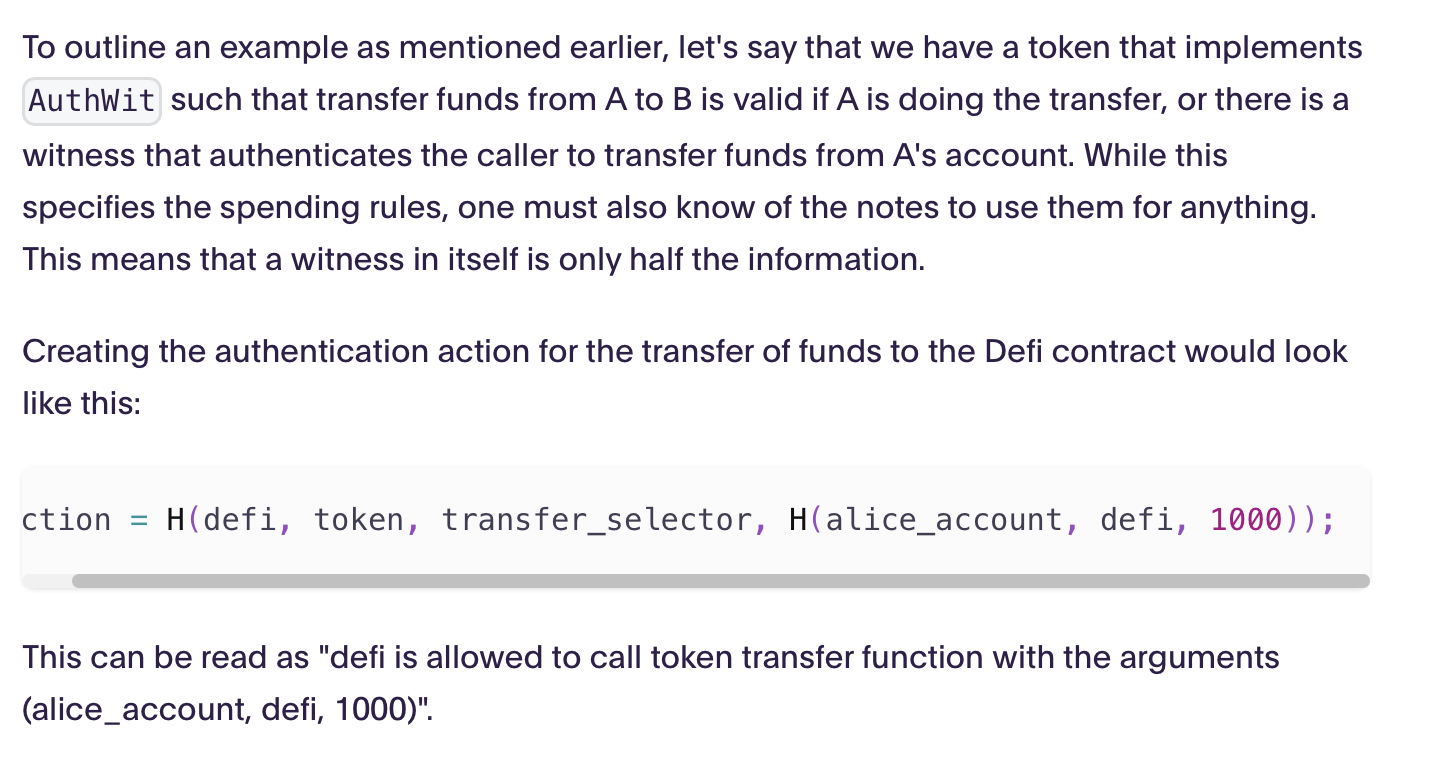 To outline an example as mentioned earlier, let's say that we have a token that implements
AuthWit such that transfer funds from A to B is valid if A is doing the transfer, or there is a
witness that authenticates the caller to transfer funds from A's account. While this
specifies the spending rules, one must also know of the notes to use them for anything.
This means that a witness in itself is only half the information.
Creating the authentication action for the transfer of funds to the Defi contract would look
like this:
ction = H(defi, token, transfer_selector, H(alice_account, defi, 1000));
This can be read as "defi is allowed to call token transfer function with the arguments
(alice_account, defi, 1000)".